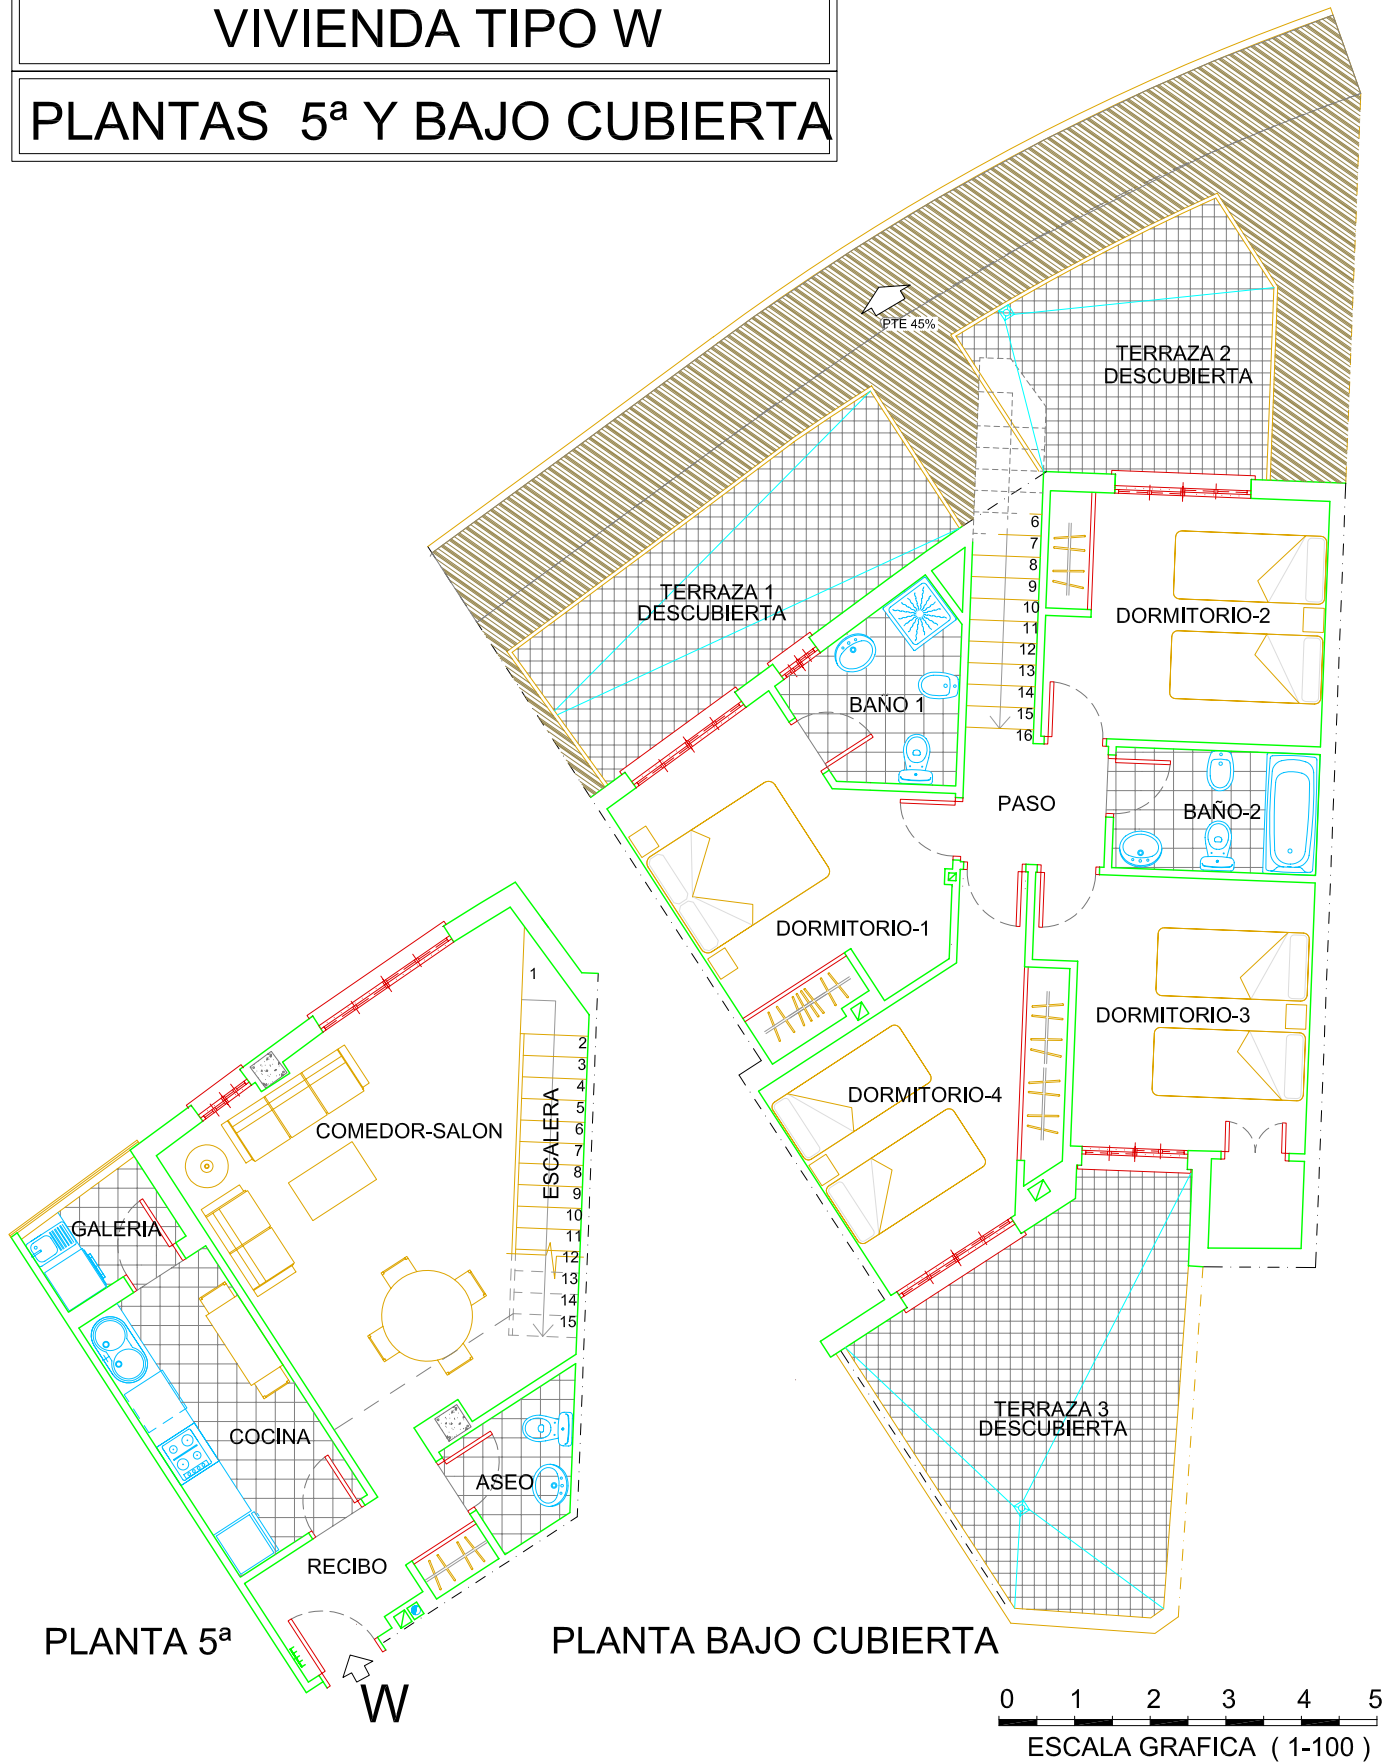 VIVIENDA TIPO W
PLANTAS 5ª Y BAJO CUBIERTA
PTE 45%
TERRAZA 2
DESCUBIERTA
TERRAZA 1
DESCUBIERTA
6
7
8
9
10
11
12
13
14
15
16
DORMITORIO-2
BAÑO 1
PASO
BAÑO-2
DORMITORIO-1
DORMITORIO-3
DORMITORIO-4
TERRAZA 3
DESCUBIERTA
1
2
3
4
5
6
7
8
9
10
11
12
13
14
15
ESCALERA
COMEDOR-SALON
GALERIA
COCINA
ASEO
RECIBO
PLANTA 5ª
PLANTA BAJO CUBIERTA
W
0 1 2 3 4 5
ESCALA GRAFICA ( 1-100 )